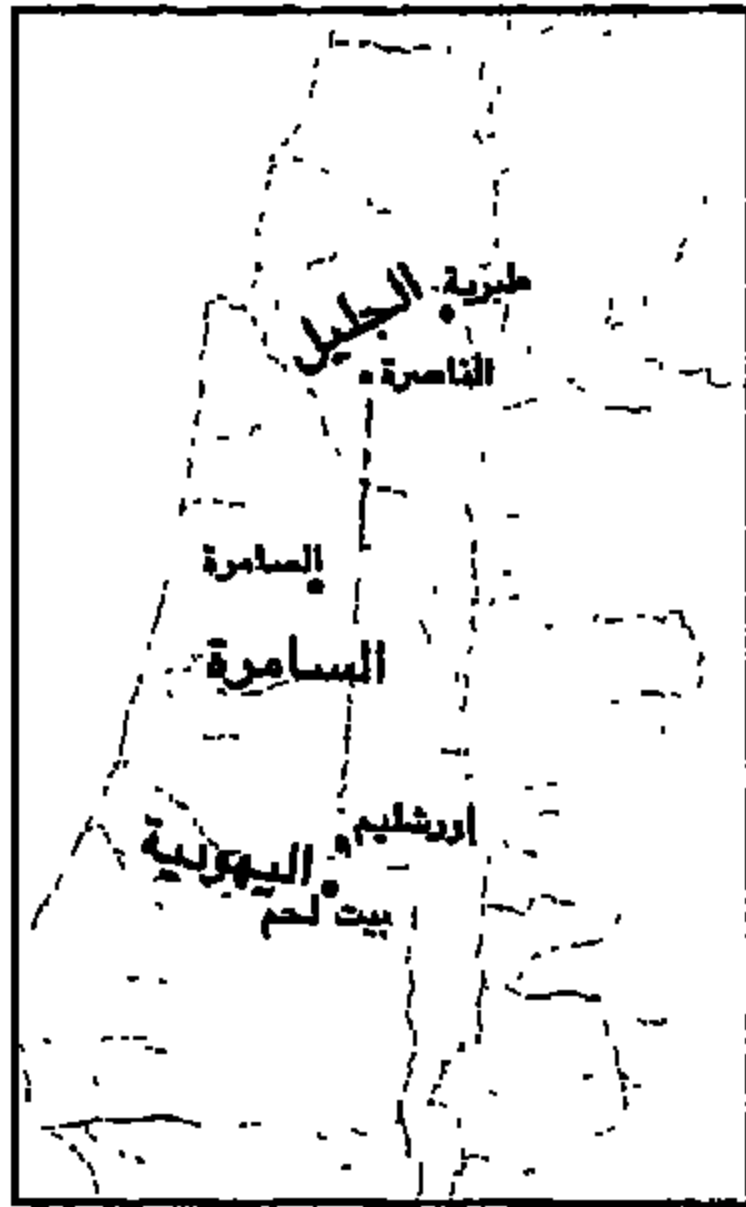 طبرية
الجليل
الناصرة
السامرة
السامرة
اورشليم
اليهودية
بيت لحم